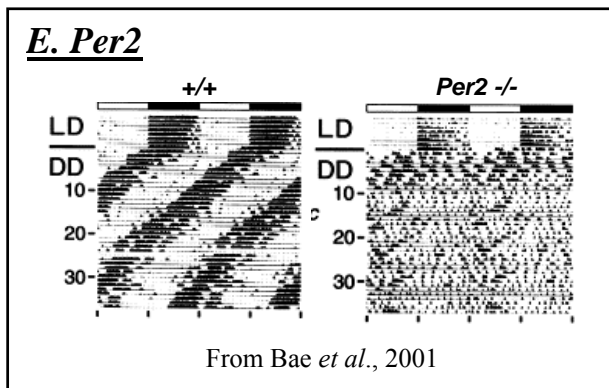 E. Per2
+/+
Per2 -/-
LD
DD
10-
20-
30-
LD
DD
10-
c
20-
30-
From Bae et al., 2001